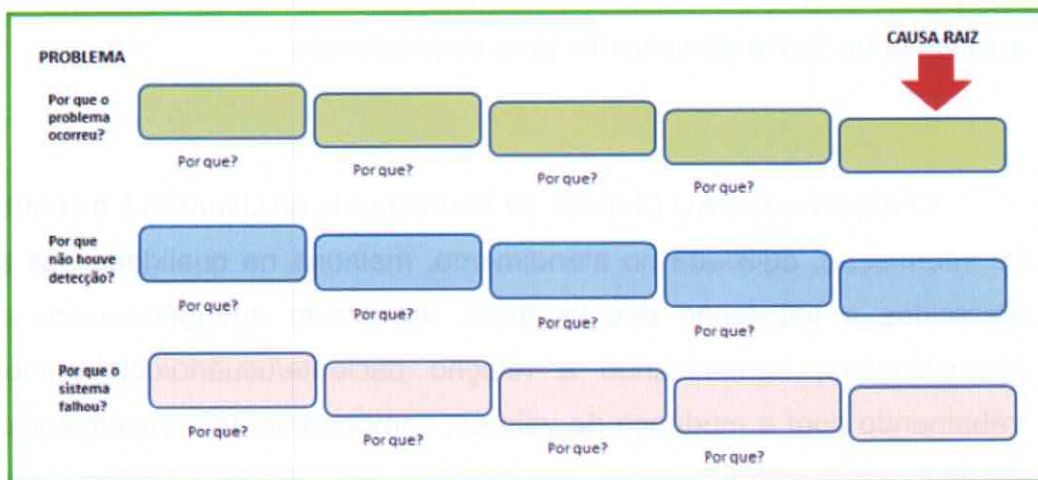 CAUSA RAIZ
PROBLEMA
Por que o
problema
ocorreu?
Por que?
Por que?
Por que?
Por que?
Por que
não houve
detecção?
Por que?
Por que?
Por que?
Por que?
Por que o
sistema
falhou?
Por que?
Por que?
Por que?
Por que?